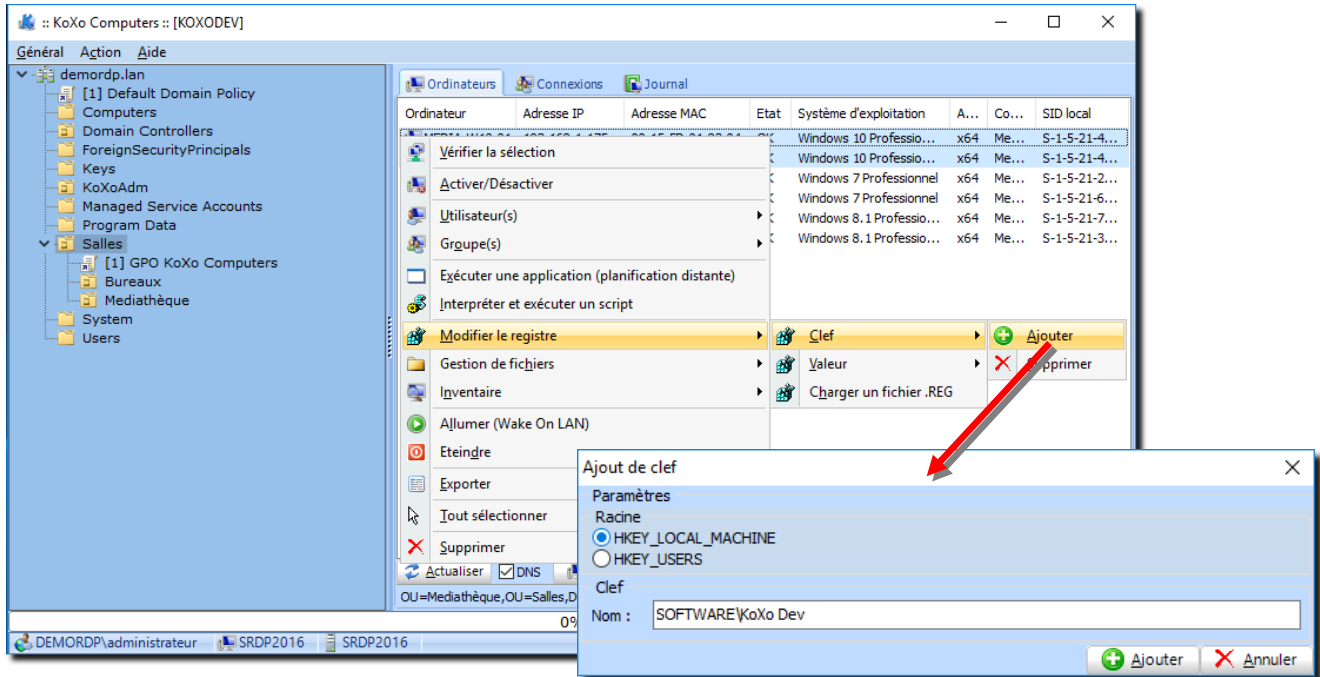 :: KoXo Computers :: [KOXODEV]
Général Action Aide
demordp.lan
[1] Default Domain Policy
Computers
Domain Controllers
ForeignSecurityPrincipals
Keys
KoXoAdm
Managed Service Accounts
Program Data
Salles
[1] GPO KoXo Computers
Bureaux
Mediathèque
System
Users
Ordinateurs Connexions Journal
Ordinateur Adresse IP Adresse MAC Etat Système d'exploitation A... Co... SID local
Windows 10 Professio... x64 Me... S-1-5-21-4...
Windows 10 Professio... x64 Me... S-1-5-21-4...
Windows 7 Professionnel x64 Me... S-1-5-21-2...
Windows 7 Professionnel x64 Me... S-1-5-21-6...
Windows 8.1 Professio... x64 Me... S-1-5-21-7...
Windows 8.1 Professio... x64 Me... S-1-5-21-3...
Vérifier la sélection
Activer/Désactiver
Utilisateur(s)
Groupe(s)
Exécuter une application (planification distante)
Interpréter et exécuter un script
Modifier le registre
Gestion de fichiers
Inventaire
Allumer (Wake On LAN)
Eteindre
Exporter
Tout sélectionner
Supprimer
Clef
Valeur
Charger un fichier .REG
Ajouter
Supprimer
Actualiser DNS
OU=Mediathèque,OU=Salles,D
0%
DEMORDP\administrateur SRDP2016 SRDP2016
Ajout de clef
Paramètres
Racine
HKEY_LOCAL_MACHINE
HKEY_USERS
Clef
Nom : SOFTWARE\KoXo Dev
Ajouter Annuler